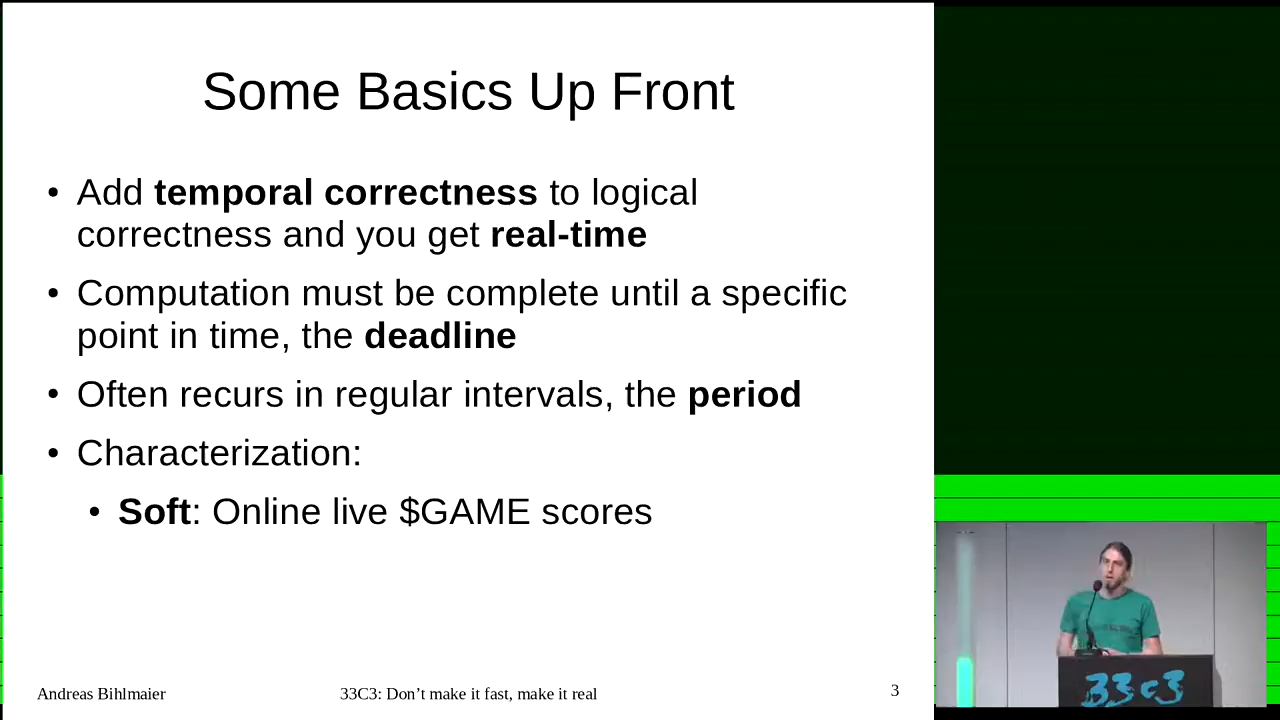 Some Basics Up Front
• Add temporal correctness to logical
correctness and you get real-time
• Computation must be complete until a specific
point in time, the deadline
• Often recurs in regular intervals, the period
• Characterization:
• Soft: Online live $GAME scores
Andreas Bihlmaier
33C3: Don’t make it fast, make it real
3
33c3